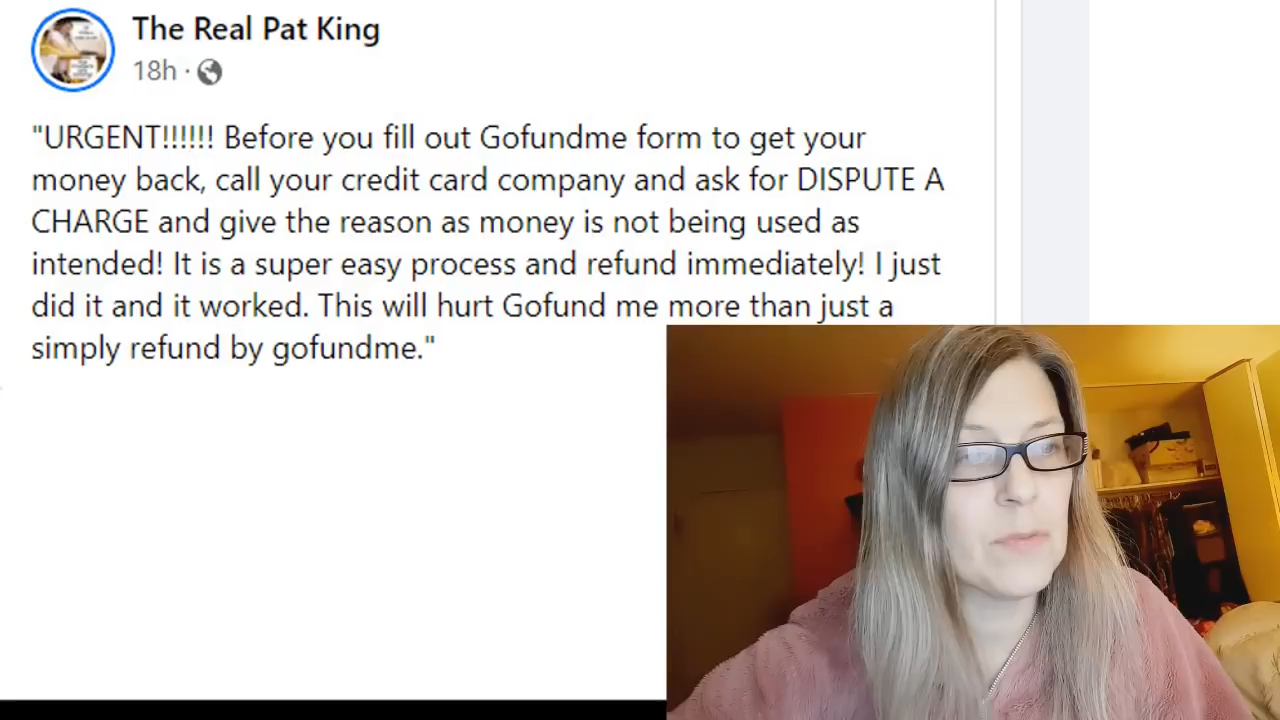 The Real Pat King
18h ·
"URGENT!!!!!! Before you fill out Gofundme form to get your
money back, call your credit card company and ask for DISPUTE A
CHARGE and give the reason as money is not being used as
intended! It is a super easy process and refund immediately! I just
did it and it worked. This will hurt Gofund me more than just a
simply refund by gofundme."